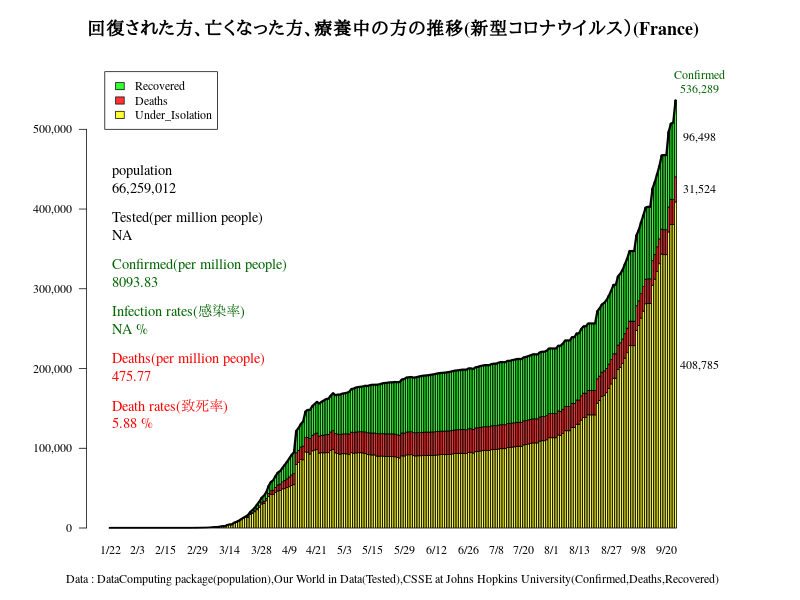 回復された方、亡くなった方、療養中の方の推移(新型コロナウイルス）(France)
Recovered
Deaths
Under_Isolation
Confirmed
536,289
96,498
31,524
408,785
population
66,259,012
Tested(per million people)
NA
Confirmed(per million people)
8093.83
Infection rates(感染率)
NA %
Deaths(per million people)
475.77
Death rates(致死率)
5.88 %
500,000
400,000
300,000
200,000
100,000
0
1/22 2/3 2/15 2/29 3/14 3/28 4/9 4/21 5/3 5/15 5/29 6/12 6/26 7/8 7/20 8/1 8/13 8/27 9/8 9/20
Data : DataComputing package(population),Our World in Data(Tested),CSSE at Johns Hopkins University(Confirmed,Deaths,Recovered)